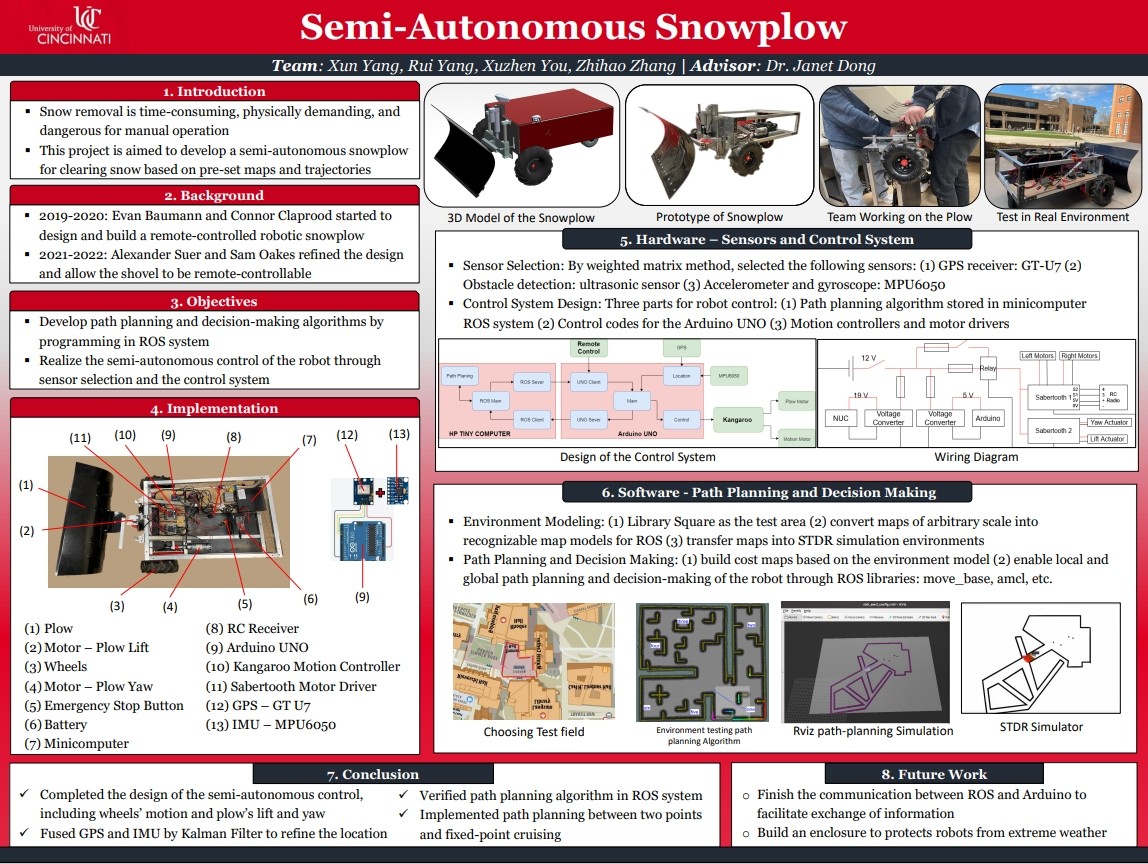 University of
CINCINNATI
Semi-Autonomous Snowplow
Team: Xun Yang, Rui Yang, Xuzhen You, Zhihao Zhang | Advisor: Dr. Janet Dong
1. Introduction
▪ Snow removal is time-consuming, physically demanding, and
dangerous for manual operation
▪ This project is aimed to develop a semi-autonomous snowplow
for clearing snow based on pre-set maps and trajectories
2. Background
▪ 2019-2020: Evan Baumann and Connor Claprood started to
design and build a remote-controlled robotic snowplow
▪ 2021-2022: Alexander Suer and Sam Oakes refined the design
and allow the shovel to be remote-controllable
3. Objectives
▪ Develop path planning and decision-making algorithms by
programming in ROS system
▪ Realize the semi-autonomous control of the robot through
sensor selection and the control system
4. Implementation
(11) (10) (9) (8) (7) (12) (13)
(1)
(2)
(3) (4) (5) (6) (9)
(1) Plow
(2) Motor – Plow Lift
(3) Wheels
(4) Motor – Plow Yaw
(5) Emergency Stop Button
(6) Battery
(7) Minicomputer
(8) RC Receiver
(9) Arduino UNO
(10) Kangaroo Motion Controller
(11) Sabertooth Motor Driver
(12) GPS – GT U7
(13) IMU – MPU6050
3D Model of the Snowplow
Prototype of Snowplow
Team Working on the Plow
Test in Real Environment
5. Hardware – Sensors and Control System
▪ Sensor Selection: By weighted matrix method, selected the following sensors: (1) GPS receiver: GT-U7 (2)
Obstacle detection: ultrasonic sensor (3) Accelerometer and gyroscope: MPU6050
▪ Control System Design: Three parts for robot control: (1) Path planning algorithm stored in minicomputer
ROS system (2) Control codes for the Arduino UNO (3) Motion controllers and motor drivers
Remote
Control
GPS
Path Planing
ROS Sever
UNO Client
Location
MPU6050
ROS Main
Main
Plow Motor
ROS Client
UNO Sever
Control
Kangaroo
HP TINY COMPUTER
Arduino UNO
Motion Motor
Design of the Control System
12 V
Relay
Left Motors
Right Motors
19 V
5 V
Sabertooth 1
S2
S1
5V
0V
4
3
+
-
RC
Radio
NUC
Voltage
Converter
Voltage
Converter
Arduino
Sabertooth 2
Yaw Actuator
Lift Actuator
Wiring Diagram
6. Software - Path Planning and Decision Making
▪ Environment Modeling: (1) Library Square as the test area (2) convert maps of arbitrary scale into
recognizable map models for ROS (3) transfer maps into STDR simulation environments
▪ Path Planning and Decision Making: (1) build cost maps based on the environment model (2) enable local and
global path planning and decision-making of the robot through ROS libraries: move_base, amcl, etc.
Choosing Test field
Environment testing path
planning Algorithm
Rviz path-planning Simulation
STDR Simulator
7. Conclusion
✓ Completed the design of the semi-autonomous control,
including wheels’ motion and plow’s lift and yaw
✓ Fused GPS and IMU by Kalman Filter to refine the location
✓ Verified path planning algorithm in ROS system
✓ Implemented path planning between two points
and fixed-point cruising
8. Future Work
o Finish the communication between ROS and Arduino to
facilitate exchange of information
o Build an enclosure to protects robots from extreme weather